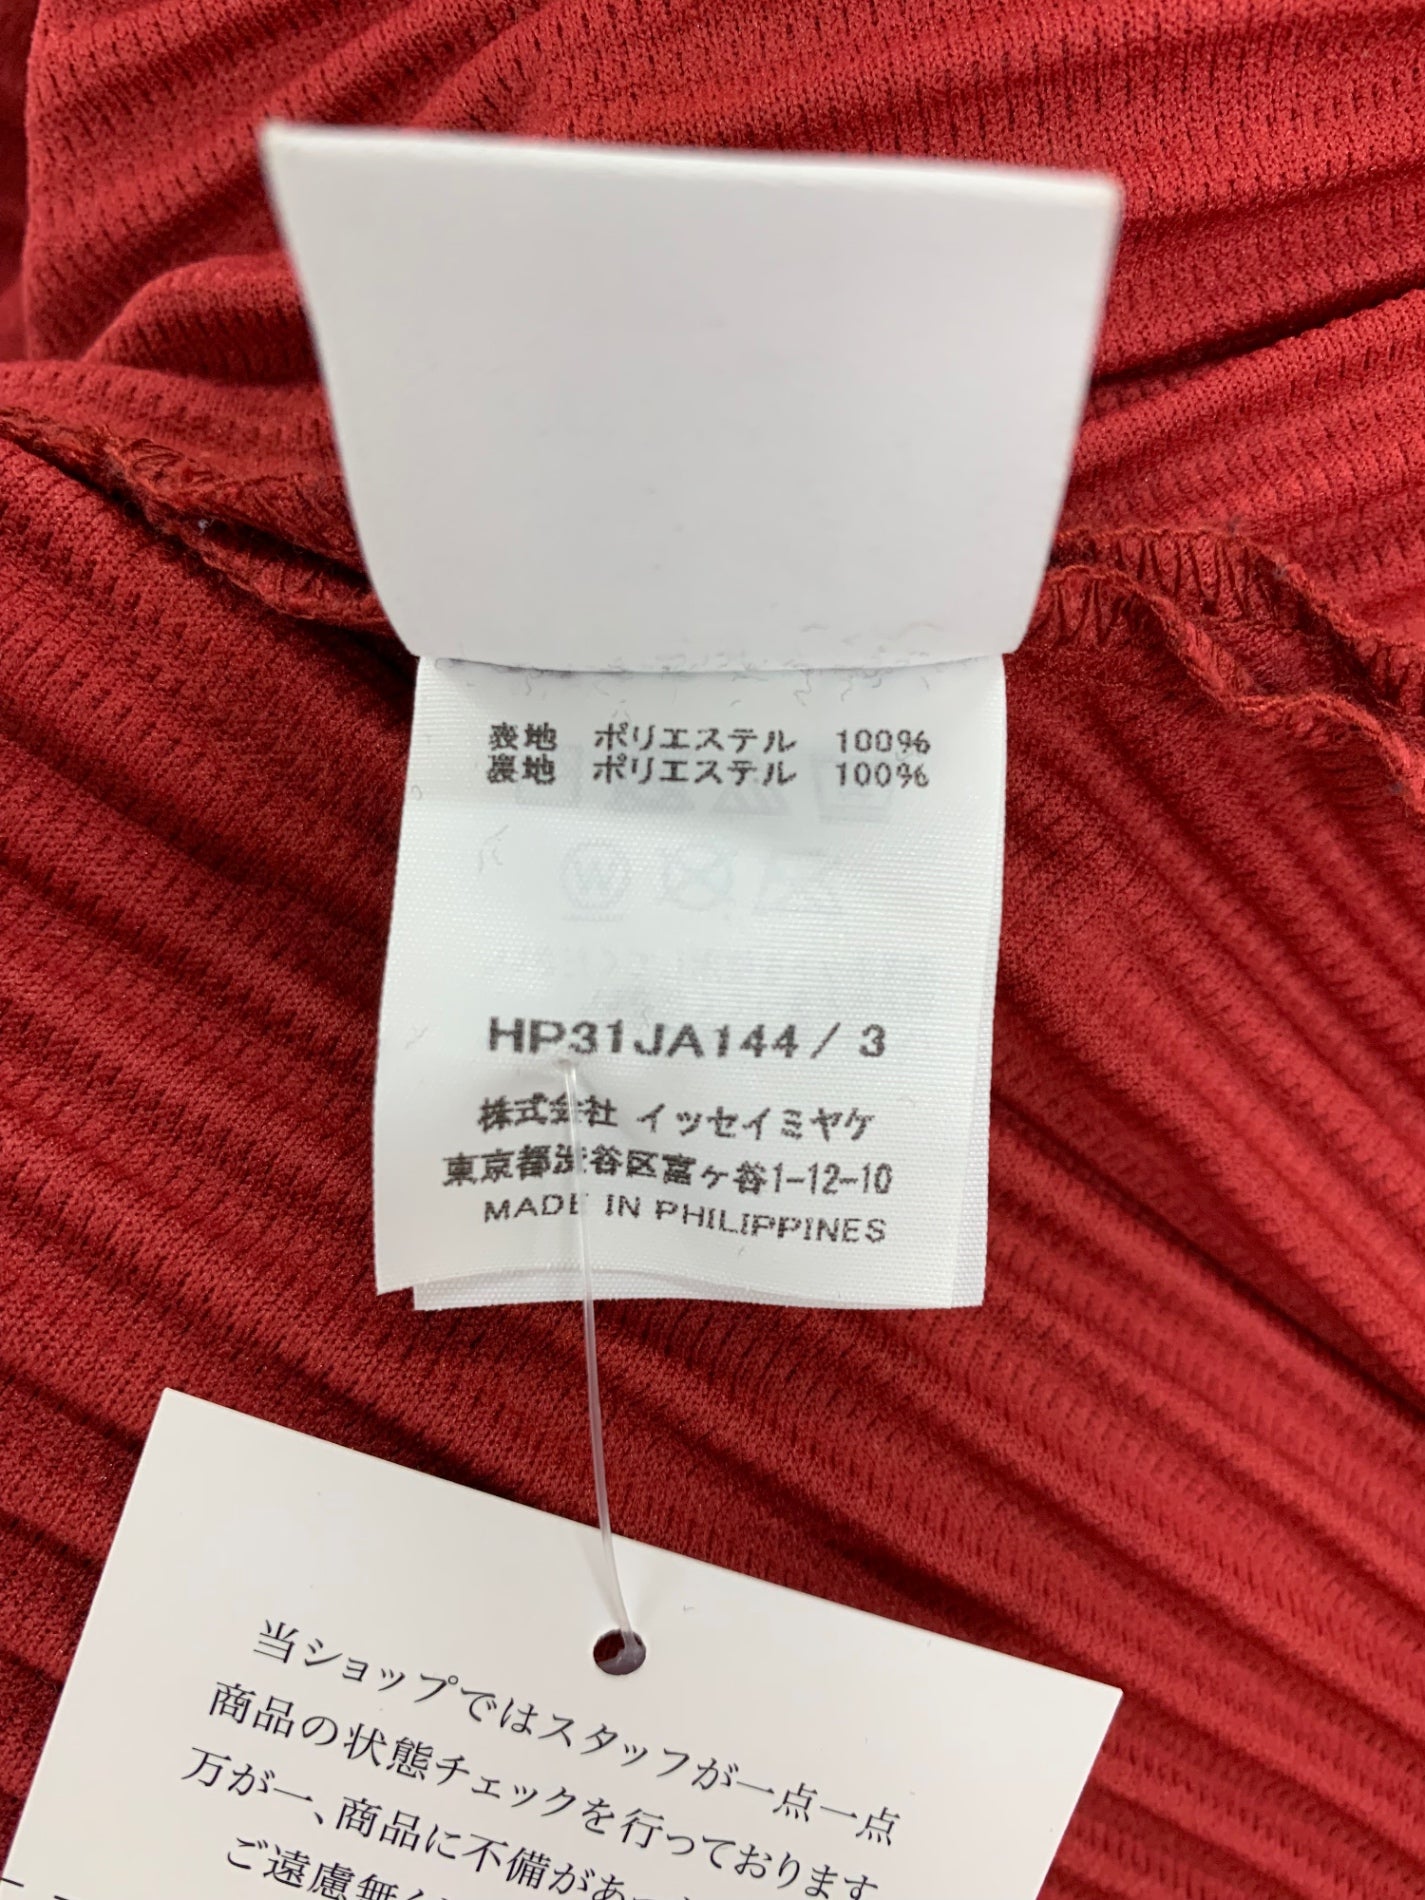 表地 ポリエステル 100%
裏地 ポリエステル 100%
HP31JA144 / 3
株式会社 イッセイミヤケ
東京都渋谷区富ヶ谷1-12-10
MADE IN PHILIPPINES
当ショップではスタッフが一点一点
商品の状態チェックを行っております
万が一、商品に不備があ
ご遠慮無く